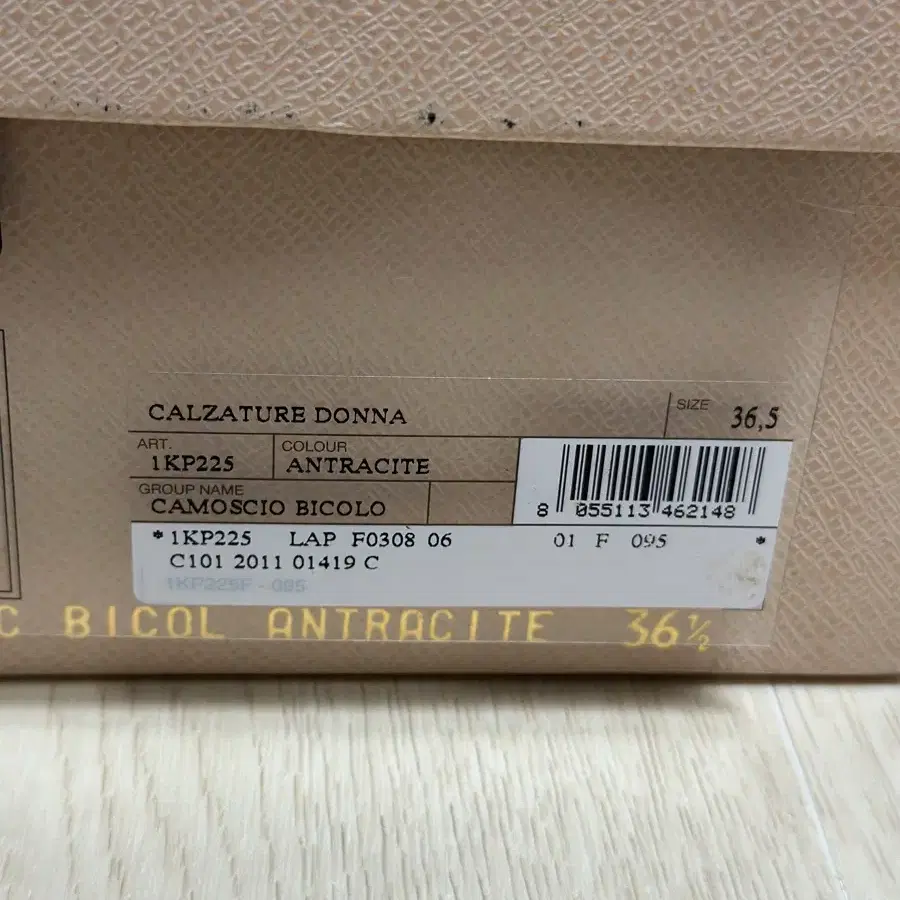 CALZATURE DONNA
SIZE 36,5
ART. 1KP225
COLOUR ANTRACITE
GROUP NAME
CAMOSCIO BICOLO
8 055113 462148
*1KP225 LAP F0308 06 01 F 095 *
C101 2011 01419 C
1KP225F - 095
C BICOL ANTRACITE 36½